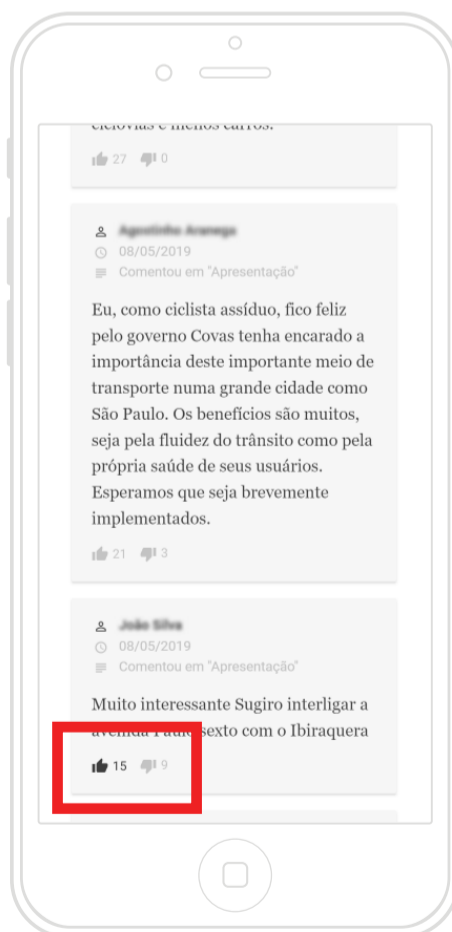 ciclovias e menos carros.
27 0
08/05/2019
Comentou em "Apresentação"
Eu, como ciclista assíduo, fico feliz
pelo governo Covas tenha encarado a
importância deste importante meio de
transporte numa grande cidade como
São Paulo. Os benefícios são muitos,
seja pela fluidez do trânsito como pela
própria saúde de seus usuários.
Esperamos que seja brevemente
implementados.
21 3
08/05/2019
Comentou em "Apresentação"
Muito interessante Sugiro interligar a
avenida Paulo sexto com o Ibiraquera
15 9